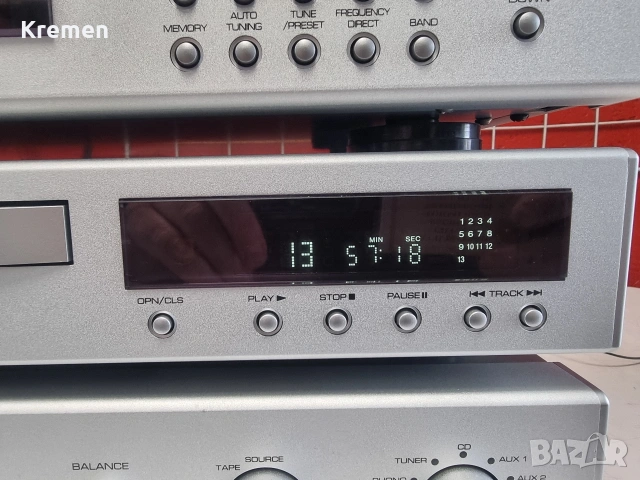 Kremen
MEMORY
AUTO TUNING
TUNE /PRESET
FREQUENCY DIRECT
BAND
DOWN
MIN SEC
13 57:18
1 2 3 4
5 6 7 8
9 10 11 12
13
OPN/CLS
PLAY ▶
STOP ■
PAUSE ⏸
⏮ TRACK ⏭
BALANCE
SOURCE
TAPE
PHONO
TUNER
CD
AUX 1
AUX 2
BAZAR